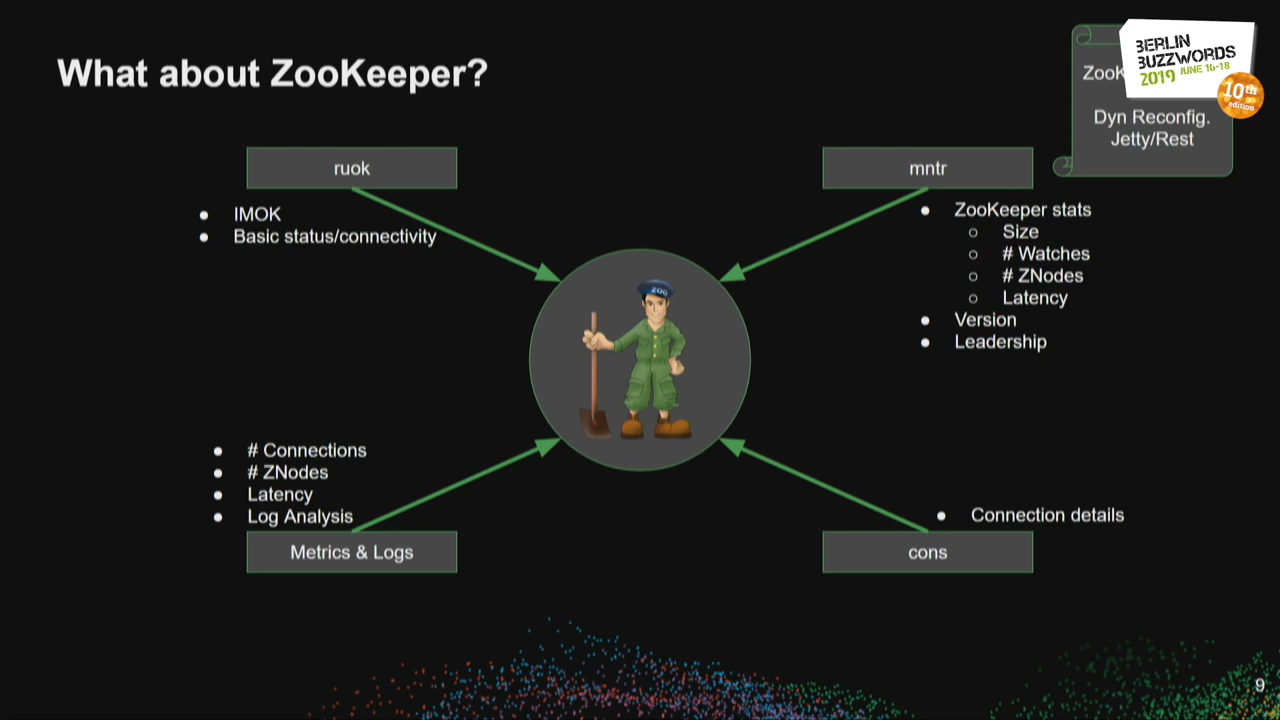 What about ZooKeeper?
BERLIN
BUZZWORDS
2019 JUNE 16-18
10th
edition
Dyn Reconfig.
Jetty/Rest
ruok
IMOK
Basic status/connectivity
mntr
ZooKeeper stats
Size
# Watches
# ZNodes
Latency
Version
Leadership
ZOO
# Connections
# ZNodes
Latency
Log Analysis
Metrics & Logs
Connection details
cons
9